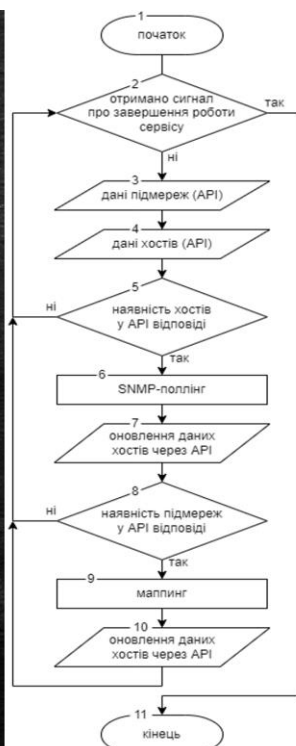 1
початок
2
отримано сигнал
про завершення роботи
сервісу
так
ні
3
дані підмереж (API)
4
дані хостів (API)
5
ні
наявність хостів
у API відповіді
так
6
SNMP-поллінг
7
оновлення даних
хостів через API
8
ні
наявність підмереж
у API відповіді
так
9
маппинг
10
оновлення даних
хостів через API
11
кінець